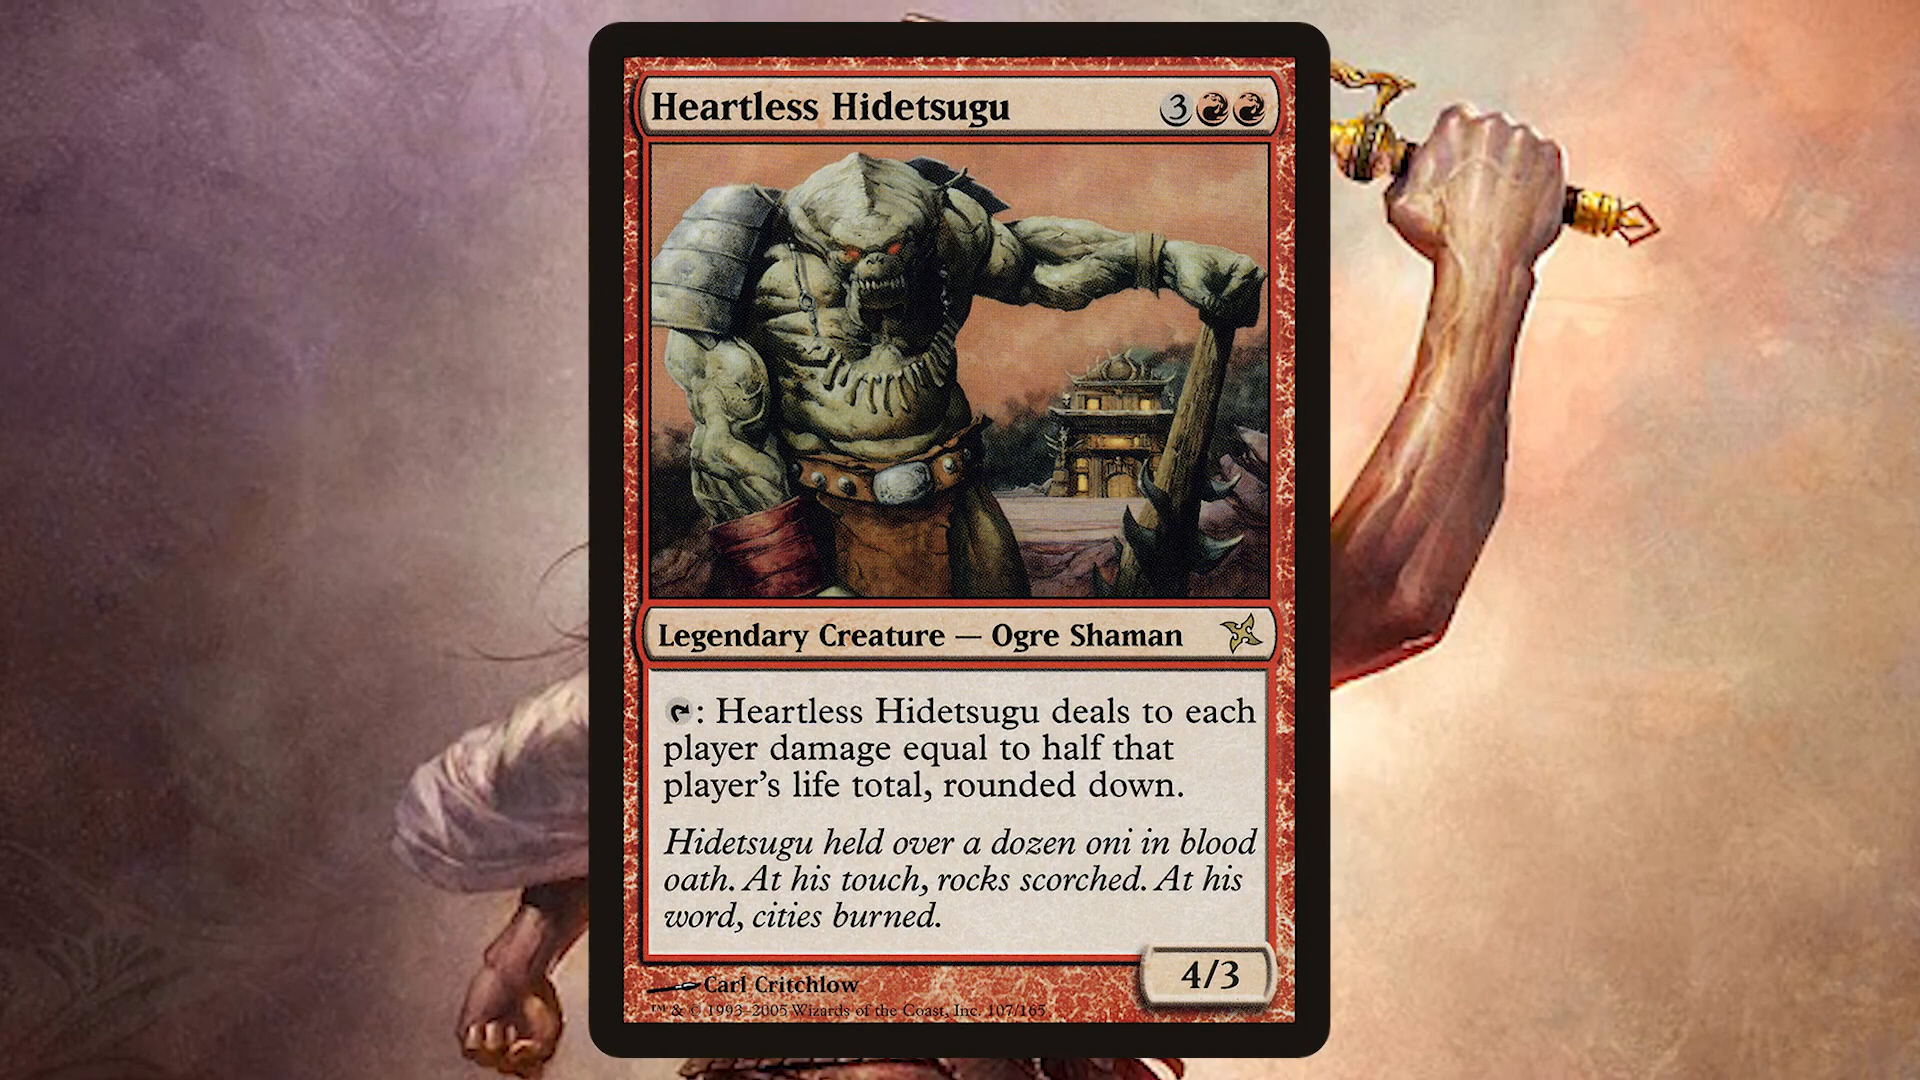 Heartless Hidetsugu 3
Legendary Creature — Ogre Shaman
: Heartless Hidetsugu deals to each
player damage equal to half that
player's life total, rounded down.
Hidetsugu held over a dozen oni in blood
oath. At his touch, rocks scorched. At his
word, cities burned.
4/3
Carl Critchlow
™ & © 1993–2005 Wizards of the Coast, Inc. 107/165